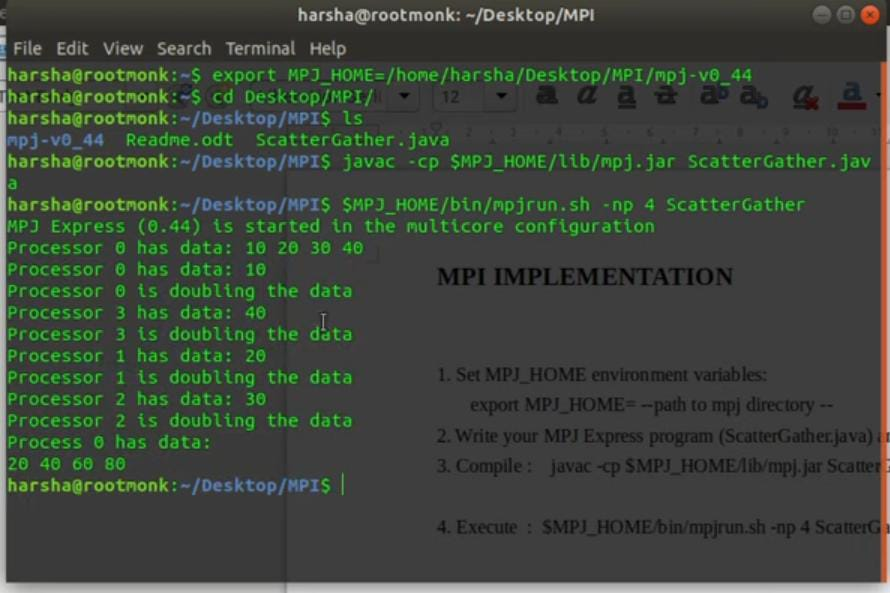 harsha@rootmonk: ~/Desktop/MPI
File Edit View Search Terminal Help
harsha@rootmonk:~$ export MPJ_HOME=/home/harsha/Desktop/MPI/mpj-v0_44
harsha@rootmonk:~$ cd Desktop/MPI/
harsha@rootmonk:~/Desktop/MPI$ ls
mpj-v0_44 Readme.odt ScatterGather.java
harsha@rootmonk:~/Desktop/MPI$ javac -cp $MPJ_HOME/lib/mpj.jar ScatterGather.jav
a
harsha@rootmonk:~/Desktop/MPI$ $MPJ_HOME/bin/mpjrun.sh -np 4 ScatterGather
MPJ Express (0.44) is started in the multicore configuration
Processor 0 has data: 10 20 30 40
Processor 0 has data: 10
Processor 0 is doubling the data
Processor 3 has data: 40
Processor 3 is doubling the data
Processor 1 has data: 20
Processor 1 is doubling the data
Processor 2 has data: 30
Processor 2 is doubling the data
Process 0 has data:
20 40 60 80
harsha@rootmonk:~/Desktop/MPI$
12
MPI IMPLEMENTATION
1. Set MPJ_HOME environment variables:
export MPJ_HOME= --path to mpj directory --
2. Write your MPJ Express program (ScatterGather.java) a
3. Compile : javac -cp $MPJ_HOME/lib/mpj.jar Scatter
4. Execute : $MPJ_HOME/bin/mpjrun.sh -np 4 ScatterGa